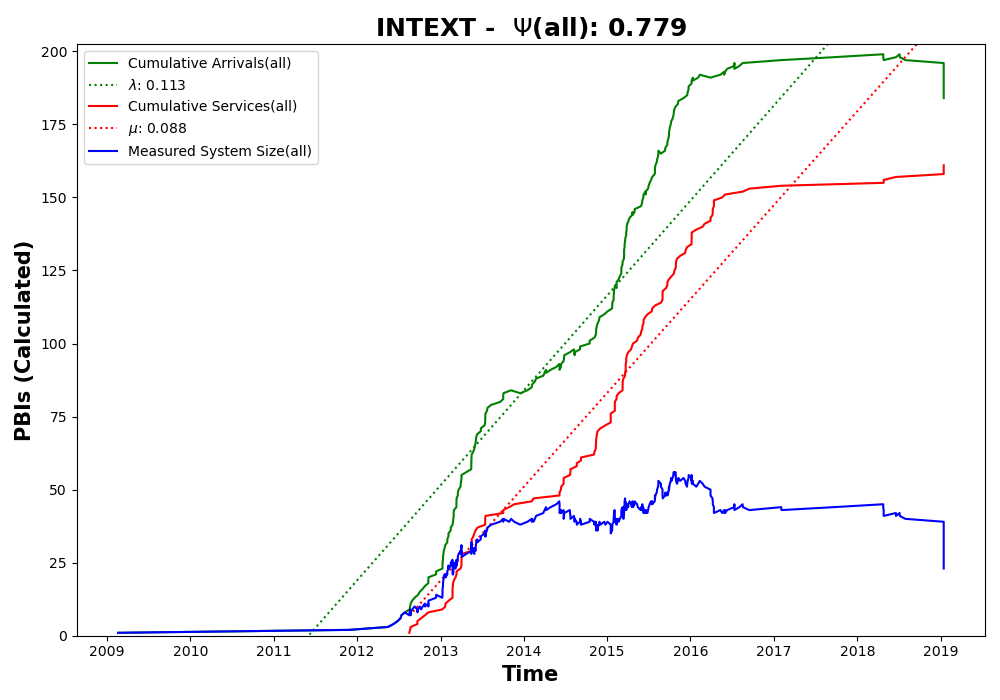 INTEXT - Ψ(all): 0.779
Cumulative Arrivals(all)
λ: 0.113
Cumulative Services(all)
μ: 0.088
Measured System Size(all)
PBIs (Calculated)
200
175
150
125
100
75
50
25
0
2009 2010 2011 2012 2013 2014 2015 2016 2017 2018 2019
Time